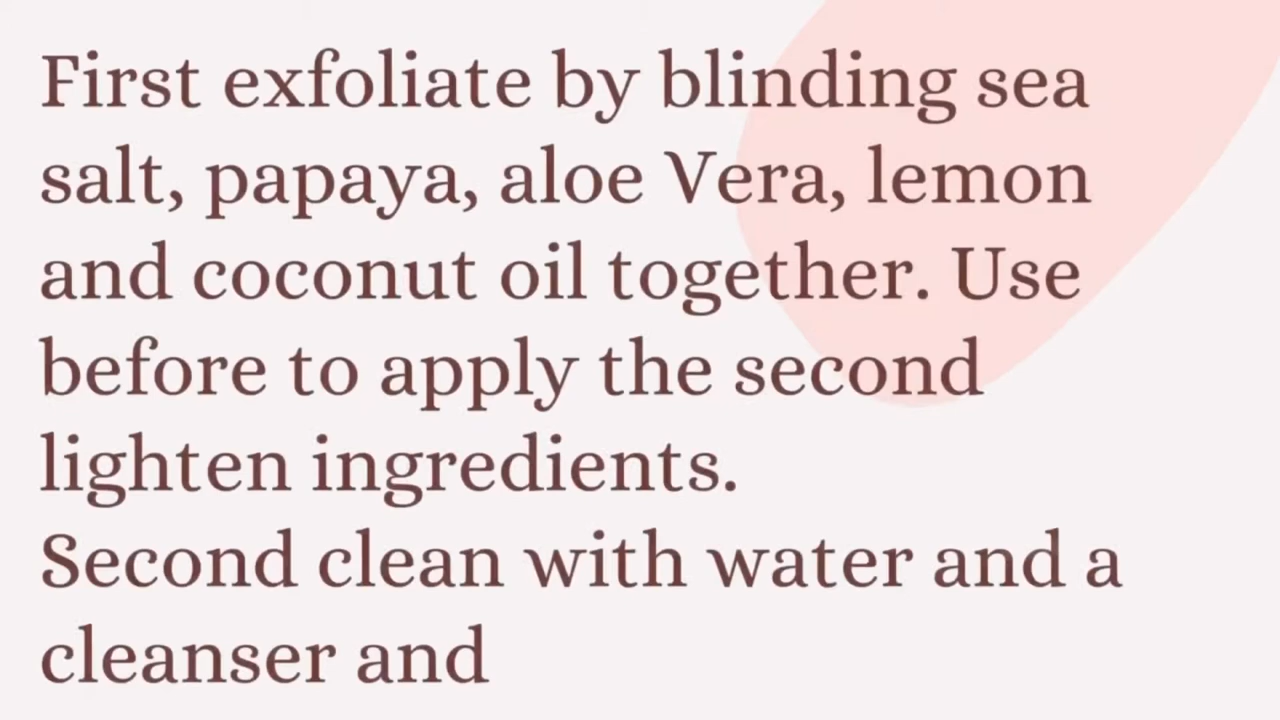 First exfoliate by blinding sea
salt, papaya, aloe Vera, lemon
and coconut oil together. Use
before to apply the second
lighten ingredients.
Second clean with water and a
cleanser and